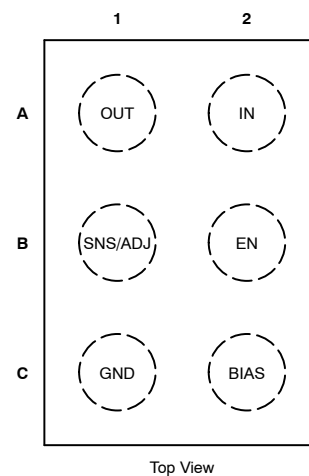 1 2
A OUT IN
B SNS/ADJ EN
C GND BIAS
Top View